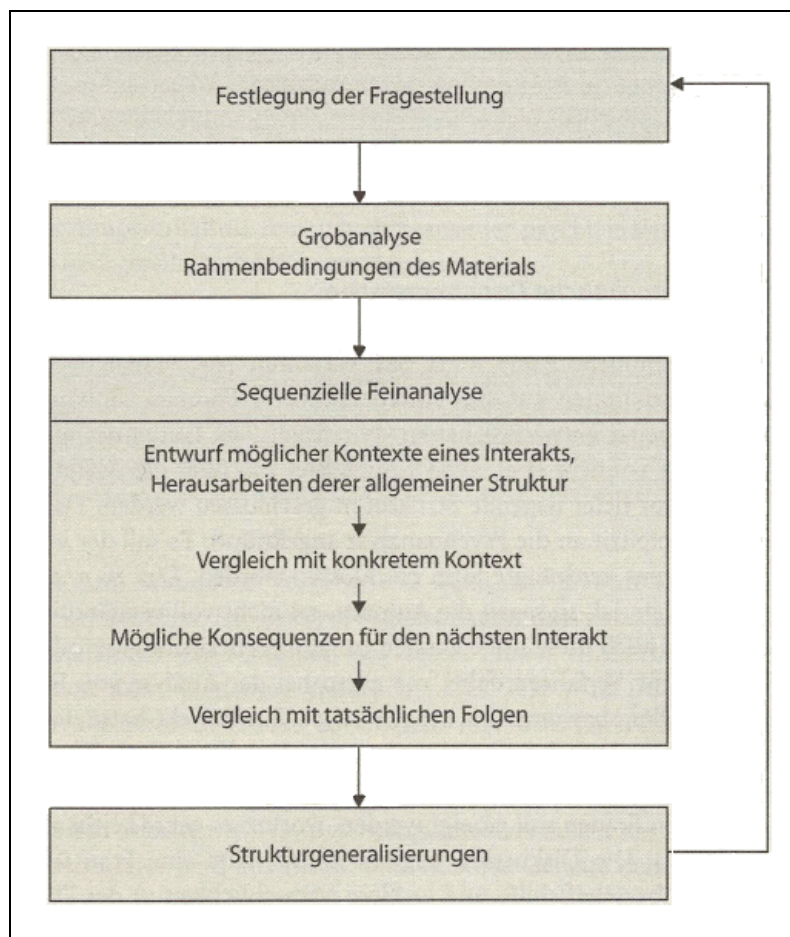 Festlegung der Fragestellung
Grobanalyse
Rahmenbedingungen des Materials
Sequenzielle Feinanalyse
Entwurf möglicher Kontexte eines Interakts,
Herausarbeiten derer allgemeiner Struktur
Vergleich mit konkretem Kontext
Mögliche Konsequenzen für den nächsten Interakt
Vergleich mit tatsächlichen Folgen
Strukturgeneralisierungen